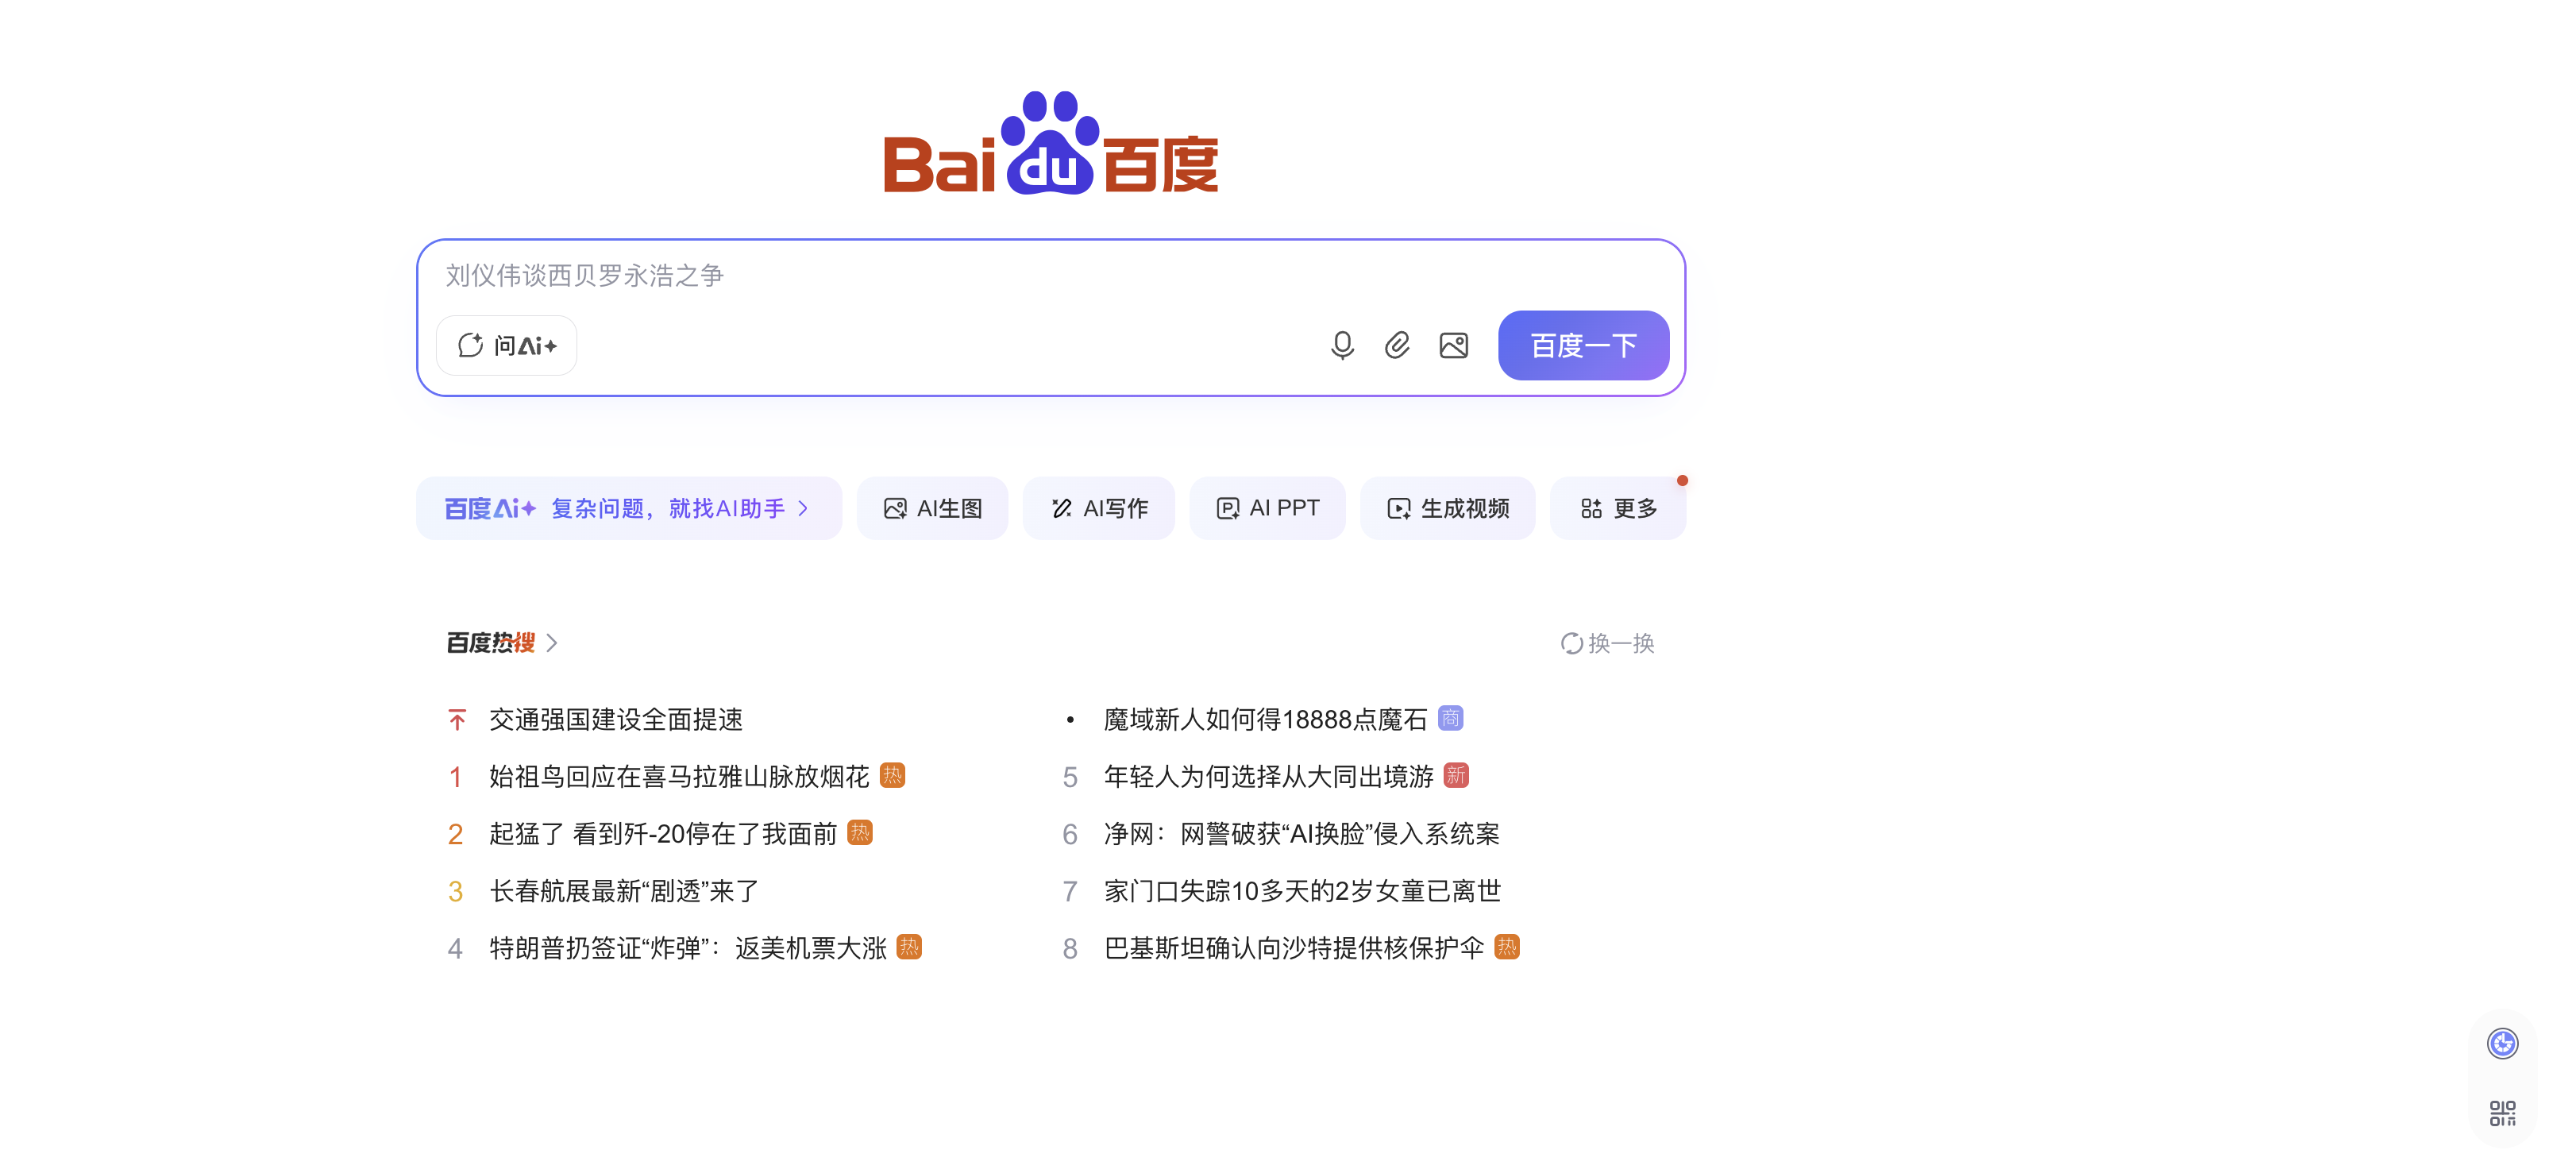 Bai du 百度
刘仪伟谈西贝罗永浩之争
问Ai
百度一下
百度Ai 复杂问题，就找AI助手
AI生图
AI写作
AI PPT
生成视频
更多
百度热搜
换一换
交通强国建设全面提速
1 始祖鸟回应在喜马拉雅山脉放烟花 热
2 起猛了 看到歼-20停在了我面前 热
3 长春航展最新“剧透”来了
4 特朗普扔签证“炸弹”：返美机票大涨 热
• 魔域新人如何得18888点魔石 商
5 年轻人为何选择从大同出境游 新
6 净网：网警破获“AI换脸”侵入系统案
7 家门口失踪10多天的2岁女童已离世
8 巴基斯坦确认向沙特提供核保护伞 热